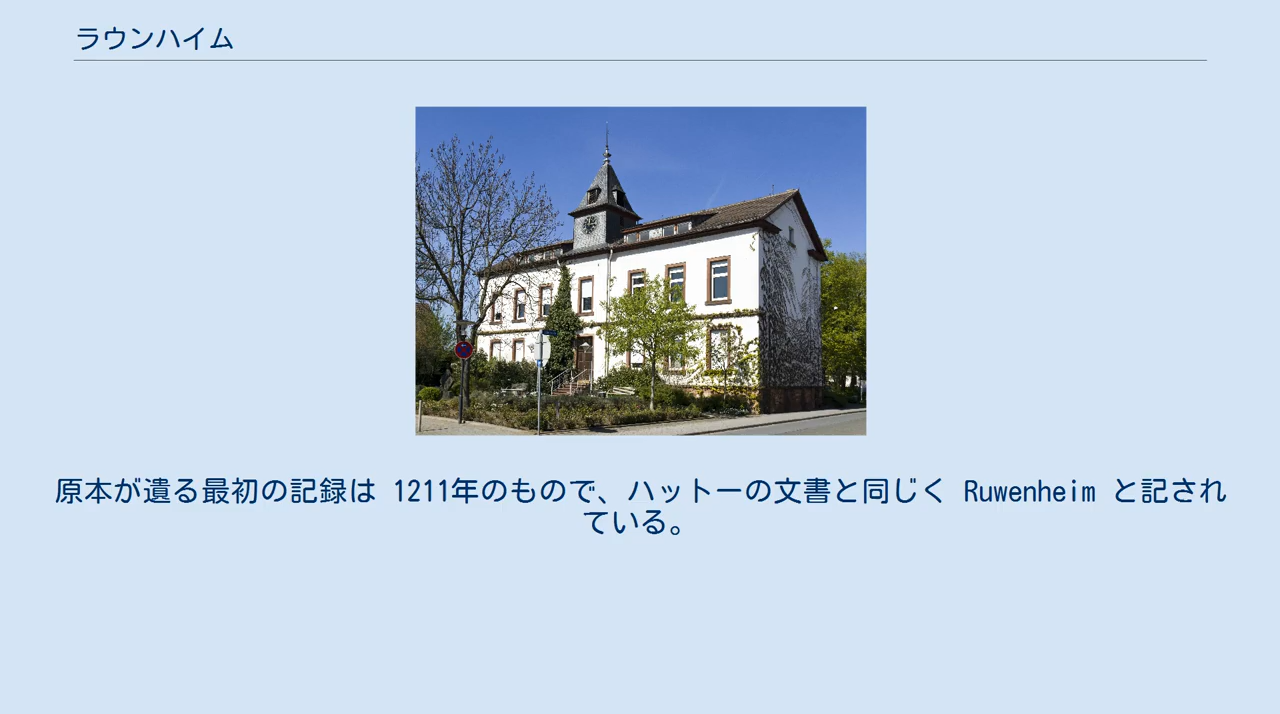 ラウンハイム
原本が遺る最初の記録は 1211年のもので、ハットーの文書と同じく Ruwenheim と記され
ている。